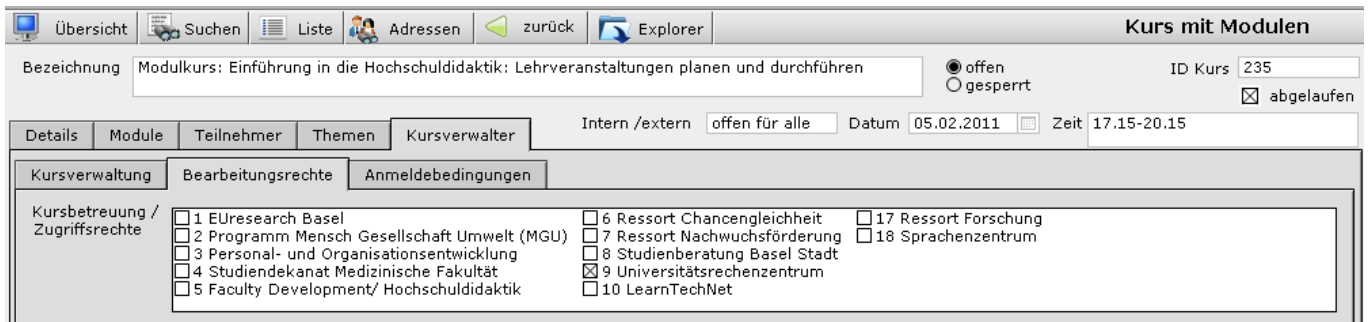 Übersicht Suchen Liste Adressen zurück Explorer Kurs mit Modulen
Bezeichnung Modulkurs: Einführung in die Hochschuldidaktik: Lehrveranstaltungen planen und durchführen offen ID Kurs 235
gesperrt abgelaufen
Intern /extern offen für alle Datum 05.02.2011 Zeit 17.15-20.15
Details Module Teilnehmer Themen Kursverwalter
Kursverwaltung Bearbeitungsrechte Anmeldebedingungen
Kursbetreuung / Zugriffsrechte
1 EUresearch Basel 6 Ressort Chancengleichheit 17 Ressort Forschung
2 Programm Mensch Gesellschaft Umwelt (MGU) 7 Ressort Nachwuchsförderung 18 Sprachenzentrum
3 Personal- und Organisationsentwicklung 8 Studienberatung Basel Stadt
4 Studiendekanat Medizinische Fakultät 9 Universitätsrechenzentrum
5 Faculty Development/ Hochschuldidaktik 10 LearnTechNet